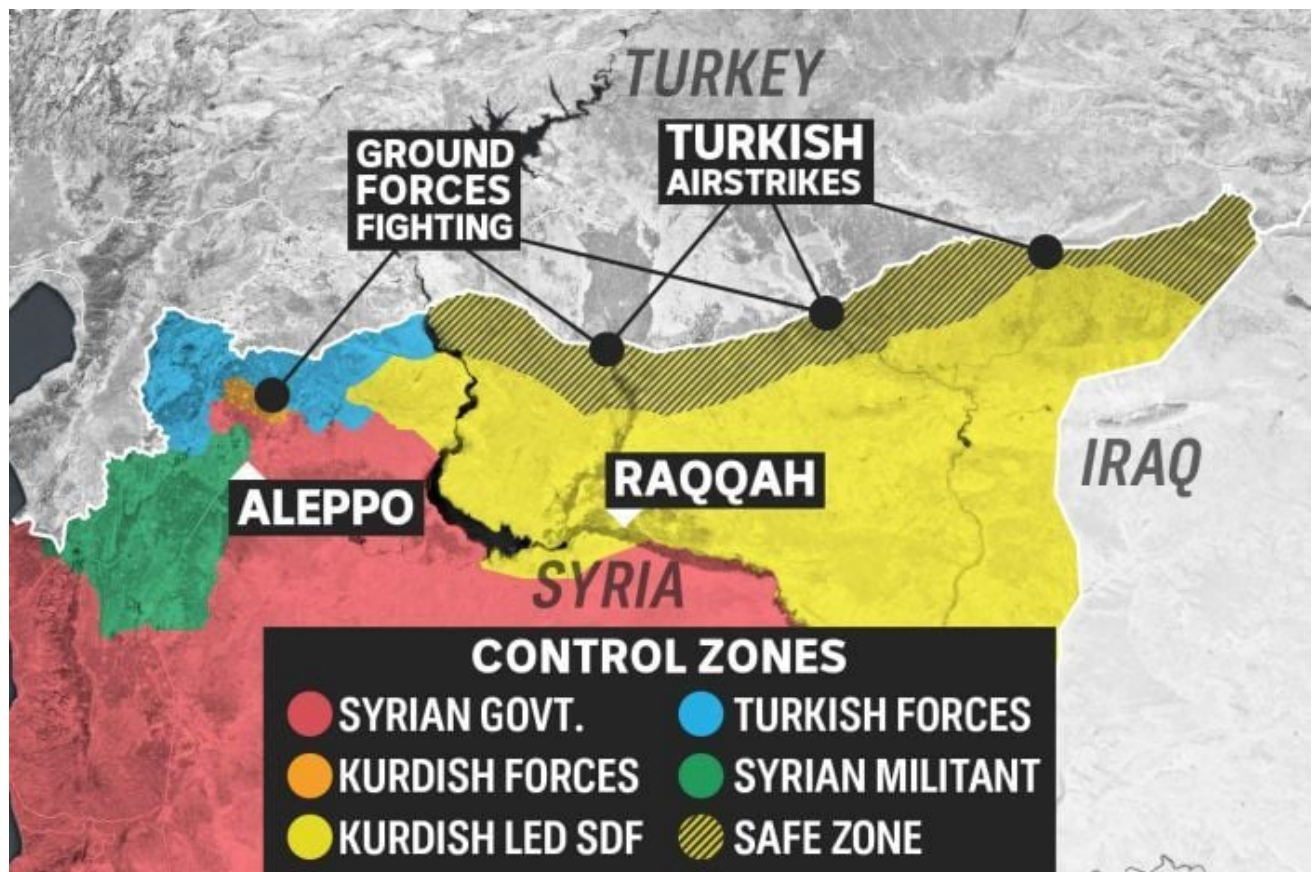 TURKEY
GROUND
FORCES
FIGHTING
TURKISH
AIRSTRIKES
IRAQ
RAQQAH
ALEPPO
SYRIA
CONTROL ZONES
SYRIAN GOVT.
TURKISH FORCES
KURDISH FORCES
SYRIAN MILITANT
KURDISH LED SDF
SAFE ZONE